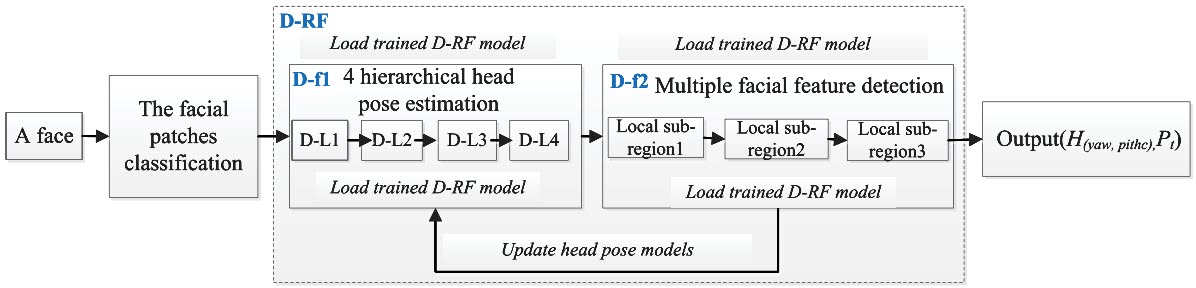 D-RF
Load trained D-RF model
Load trained D-RF model
A face
The facial
patches
classification
D-f1 4 hierarchical head
pose estimation
D-L1
D-L2
D-L3
D-L4
Load trained D-RF model
D-f2 Multiple facial feature detection
Local sub-
region1
Local sub-
region2
Local sub-
region3
Load trained D-RF model
Update head pose models
Output(H(yaw, pithc),Pt)